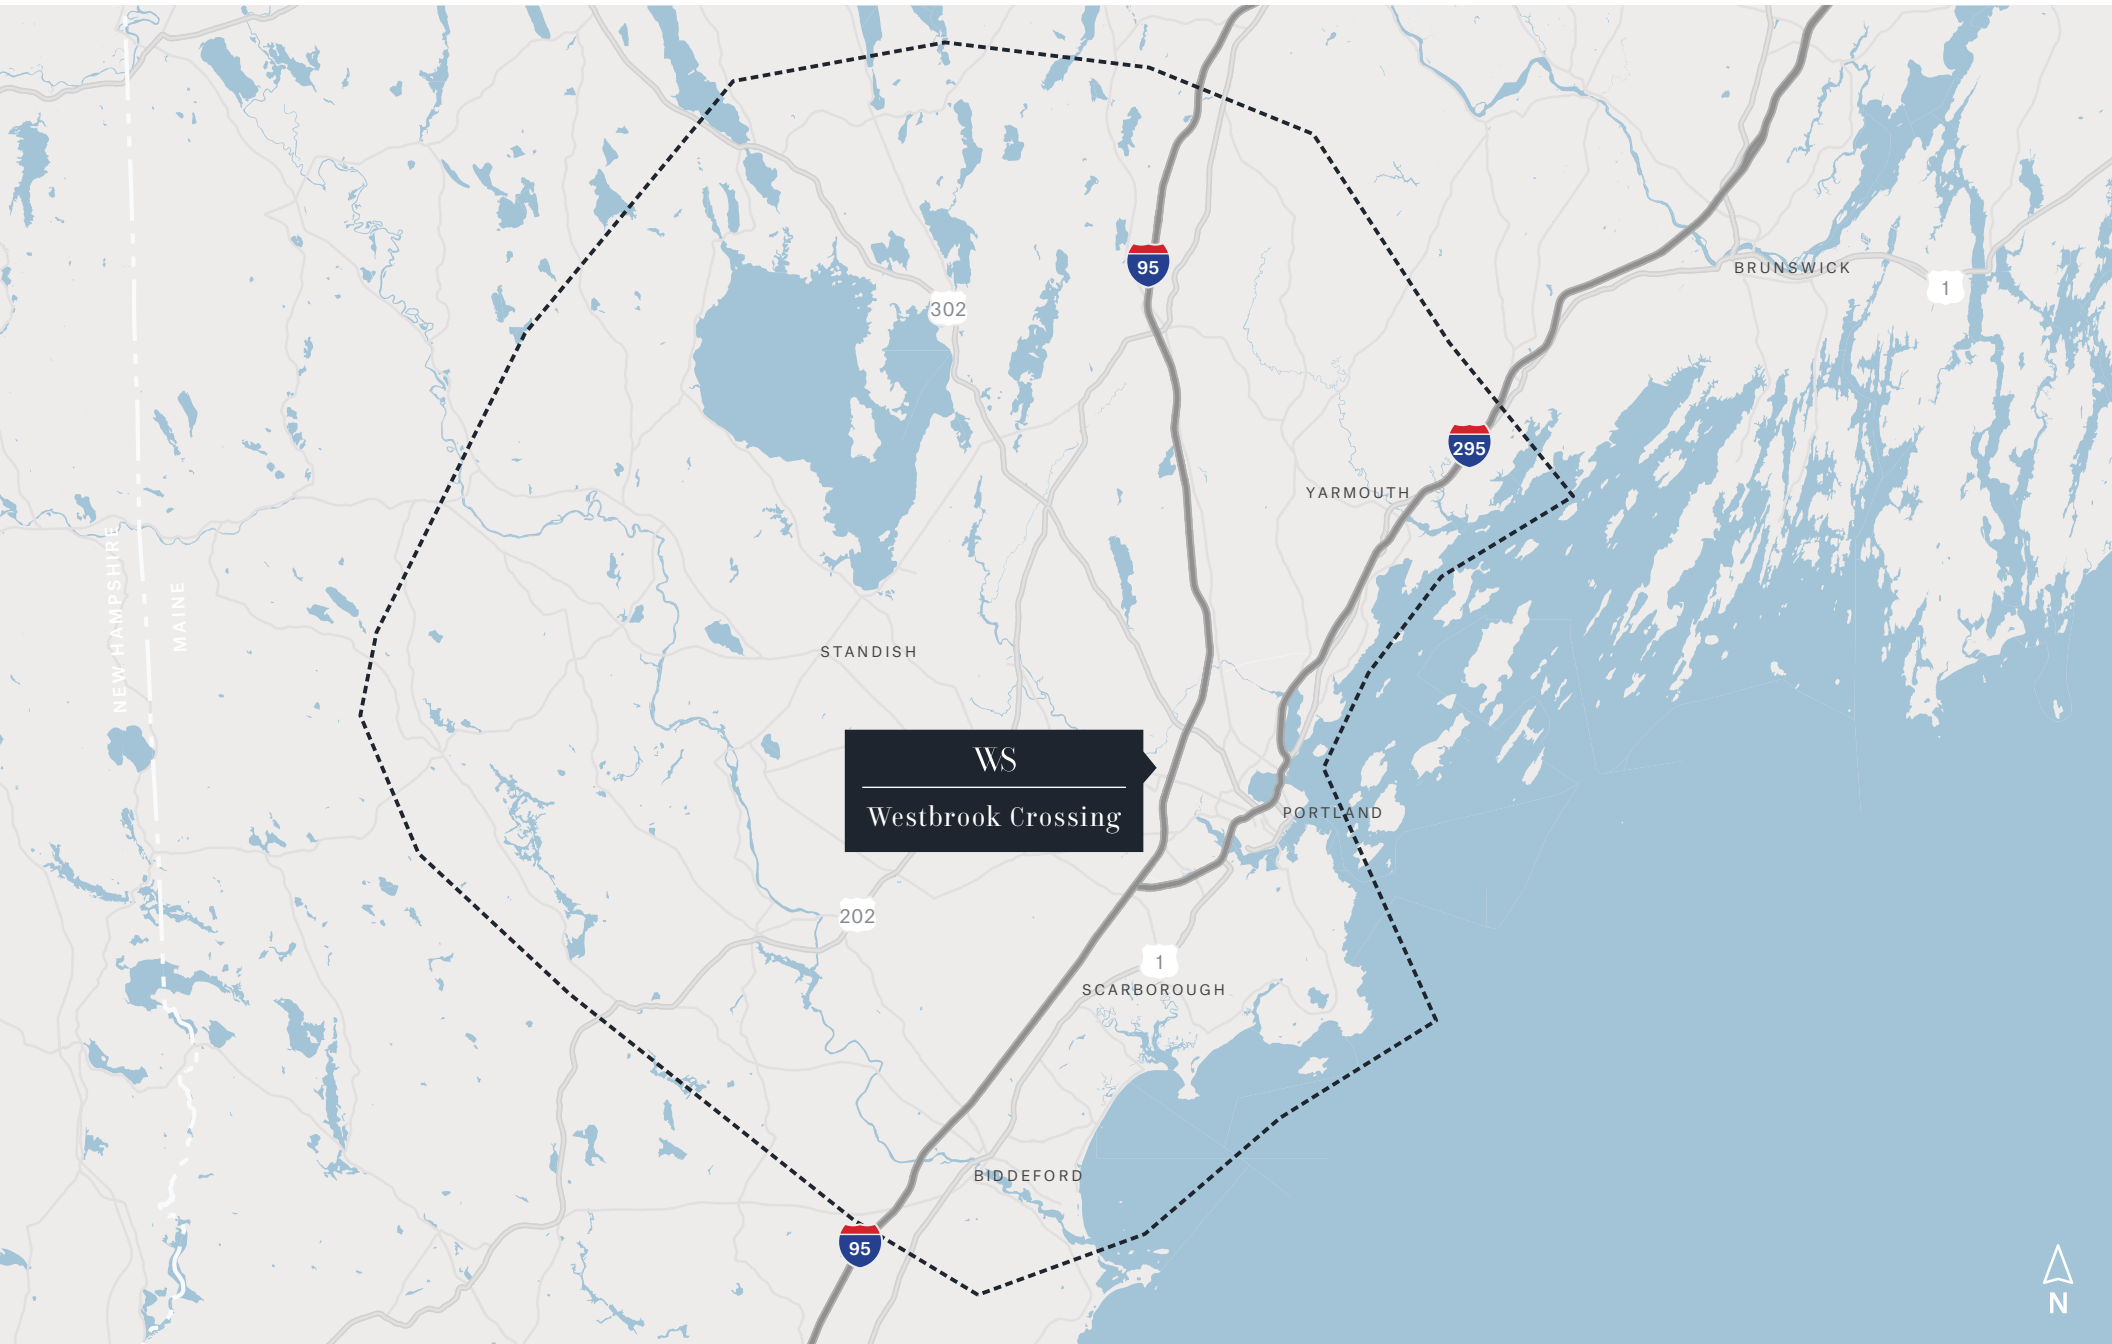 95
302
BRUNSWICK
1
295
YARMOUTH
NEW HAMPSHIRE
MAINE
STANDISH
WS
Westbrook Crossing
PORTLAND
202
1
SCARBOROUGH
BIDDEFORD
95
N